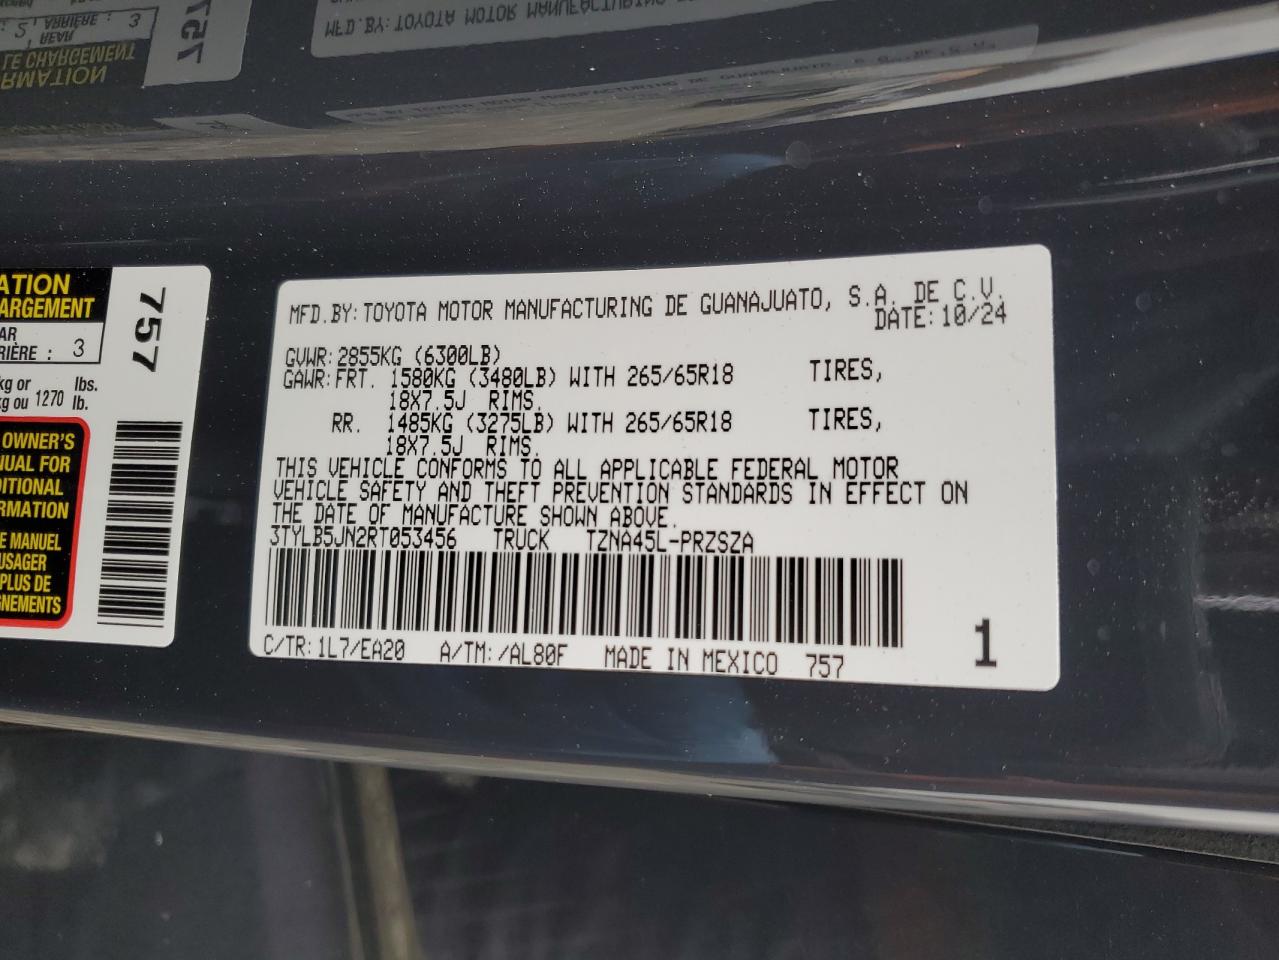 MFD.BY: TOYOTA MOTOR MANUFACTURING
ATION
ARGEMENT
AR
RIÈRE : 3
kg or lbs.
kg ou 1270 lb.
OWNER'S
NUAL FOR
DITIONAL
RMATION
E MANUEL
USAGER
PLUS DE
GNEMENTS
757
MFD.BY: TOYOTA MOTOR MANUFACTURING DE GUANAJUATO, S.A. DE C.V.
DATE: 10/24
GVWR: 2855KG (6300LB)
GAWR: FRT. 1580KG (3480LB) WITH 265/65R18 TIRES,
18X7.5J RIMS.
RR. 1485KG (3275LB) WITH 265/65R18 TIRES,
18X7.5J RIMS.
THIS VEHICLE CONFORMS TO ALL APPLICABLE FEDERAL MOTOR
VEHICLE SAFETY AND THEFT PREVENTION STANDARDS IN EFFECT ON
THE DATE OF MANUFACTURE SHOWN ABOVE.
3TYLB5JN2RT053456 TRUCK TZNA45L-PRZSZA
C/TR: 1L7/EA20 A/TM: /AL80F MADE IN MEXICO 757
1